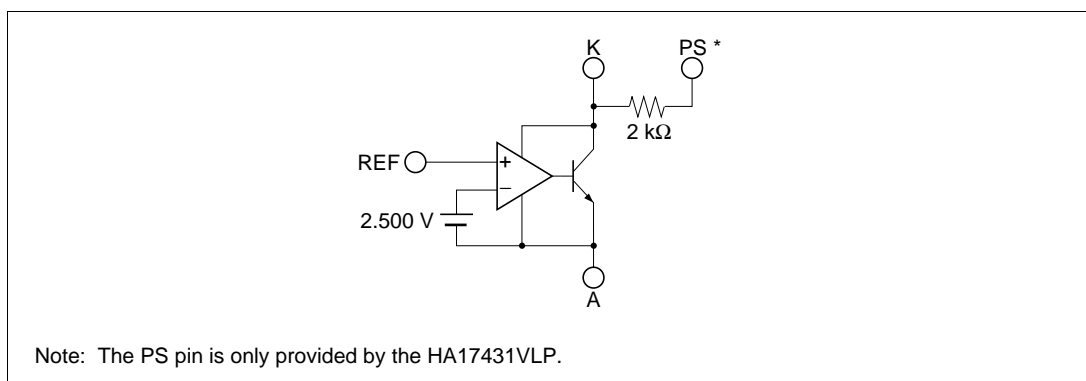 K
PS *
2 kΩ
REF
+
−
2.500 V
A
Note: The PS pin is only provided by the HA17431VLP.